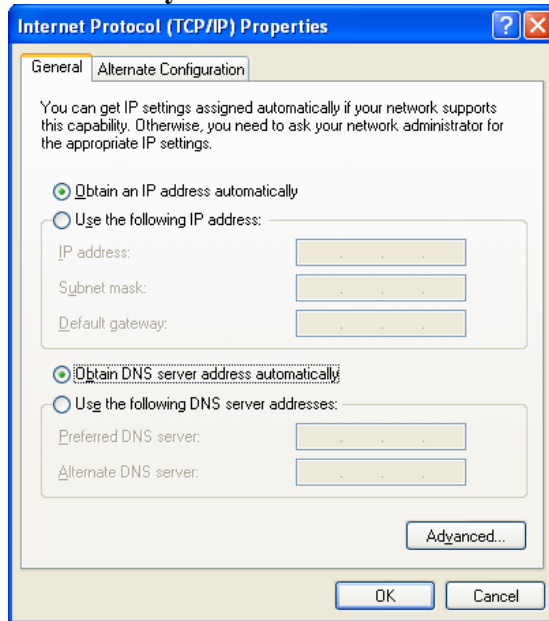 Internet Protocol (TCP/IP) Properties
General Alternate Configuration
You can get IP settings assigned automatically if your network supports
this capability. Otherwise, you need to ask your network administrator for
the appropriate IP settings.
Obtain an IP address automatically
Use the following IP address:
IP address:
Subnet mask:
Default gateway:
Obtain DNS server address automatically
Use the following DNS server addresses:
Preferred DNS server:
Alternate DNS server:
Advanced...
OK Cancel